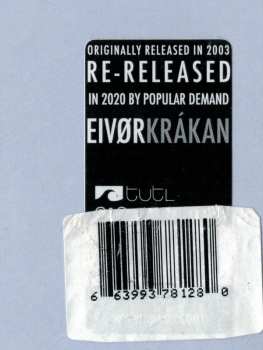 ORIGINALLY RELEASED IN 2003
RE-RELEASED
IN 2020 BY POPULAR DEMAND
EIVØRKRÁKAN
tutl
6 63993 78128 0